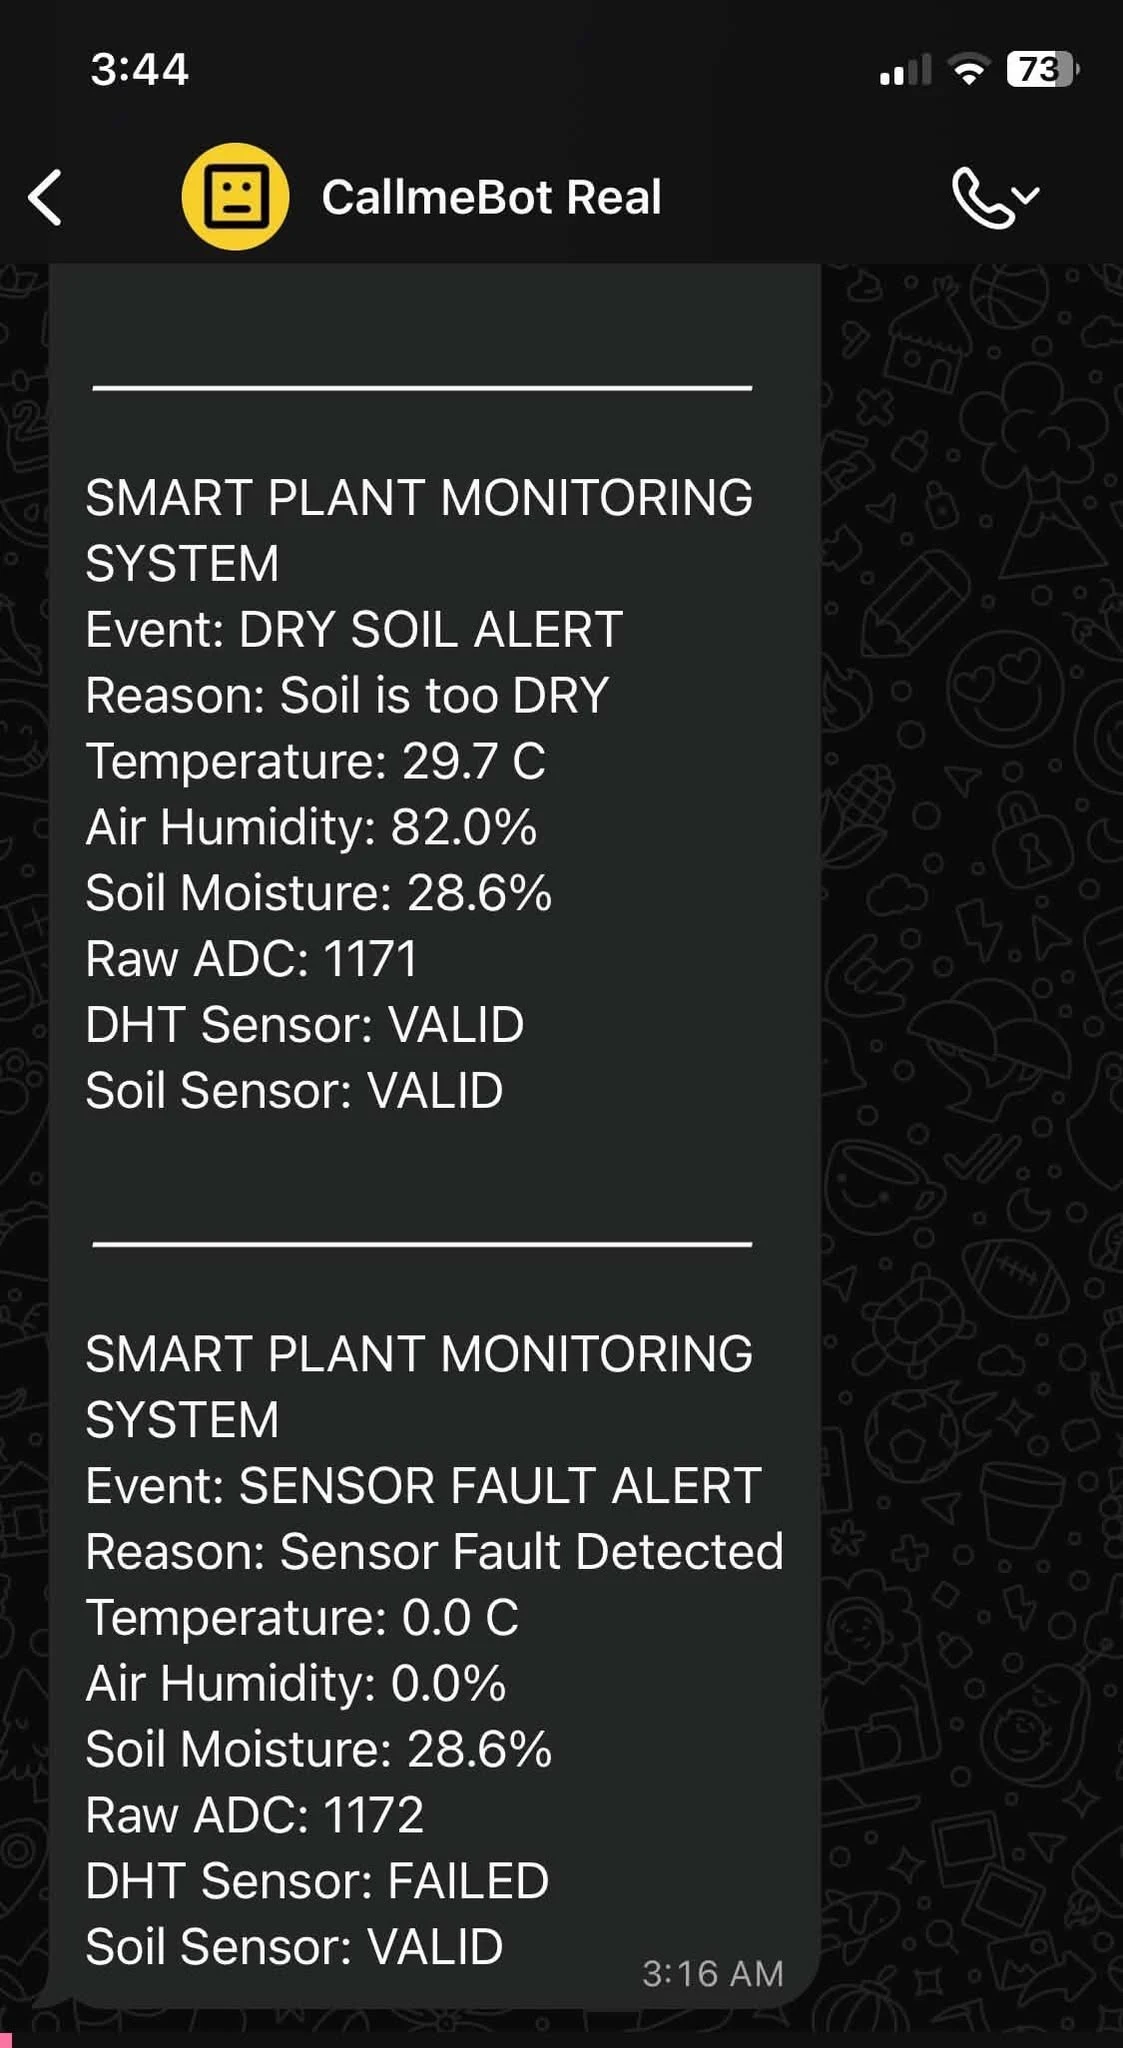 3:44
73
CallmeBot Real
SMART PLANT MONITORING
SYSTEM
Event: DRY SOIL ALERT
Reason: Soil is too DRY
Temperature: 29.7 C
Air Humidity: 82.0%
Soil Moisture: 28.6%
Raw ADC: 1171
DHT Sensor: VALID
Soil Sensor: VALID
SMART PLANT MONITORING
SYSTEM
Event: SENSOR FAULT ALERT
Reason: Sensor Fault Detected
Temperature: 0.0 C
Air Humidity: 0.0%
Soil Moisture: 28.6%
Raw ADC: 1172
DHT Sensor: FAILED
Soil Sensor: VALID
3:16 AM